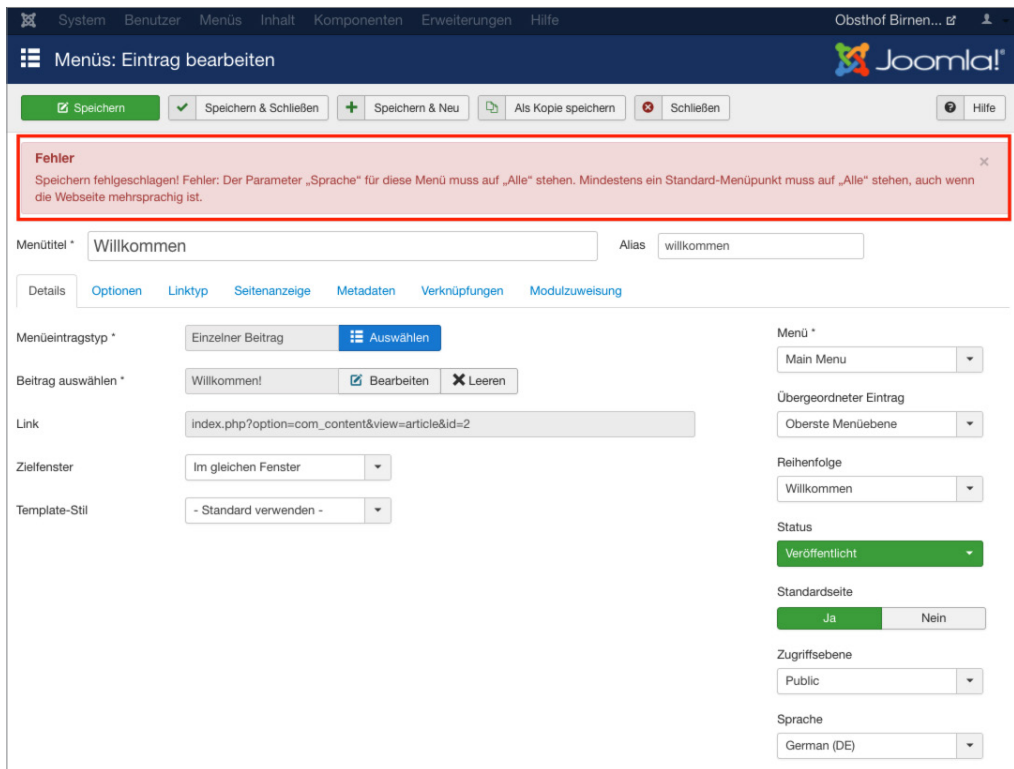 System Benutzer Menüs Inhalt Komponenten Erweiterungen Hilfe Obsthof Birnen...
Menüs: Eintrag bearbeiten Joomla!®
Speichern Speichern & Schließen Speichern & Neu Als Kopie speichern Schließen Hilfe
Fehler
Speichern fehlgeschlagen! Fehler: Der Parameter „Sprache“ für diese Menü muss auf „Alle“ stehen. Mindestens ein Standard-Menüpunkt muss auf „Alle“ stehen, auch wenn
die Webseite mehrsprachig ist.
Menütitel * Willkommen Alias willkommen
Details Optionen Linktyp Seitenanzeige Metadaten Verknüpfungen Modulzuweisung
Menüeintragstyp * Einzelner Beitrag Auswählen
Beitrag auswählen * Willkommen! Bearbeiten Leeren
Link index.php?option=com_content&view=article&id=2
Zielfenster Im gleichen Fenster
Template-Stil - Standard verwenden -
Menü *
Main Menu
Übergeordneter Eintrag
Oberste Menüebene
Reihenfolge
Willkommen
Status
Veröffentlicht
Standardseite
Ja Nein
Zugriffsebene
Public
Sprache
German (DE)